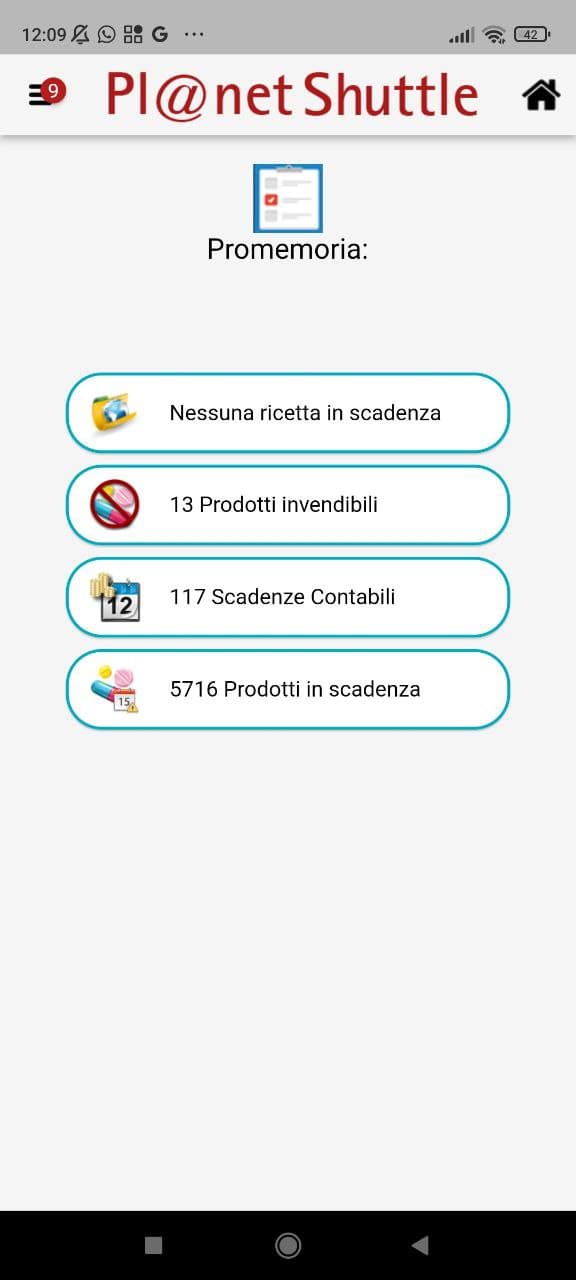 12:09
42
9
Pl@net Shuttle
Promemoria:
Nessuna ricetta in scadenza
13 Prodotti invendibili
12
117 Scadenze Contabili
15
5716 Prodotti in scadenza